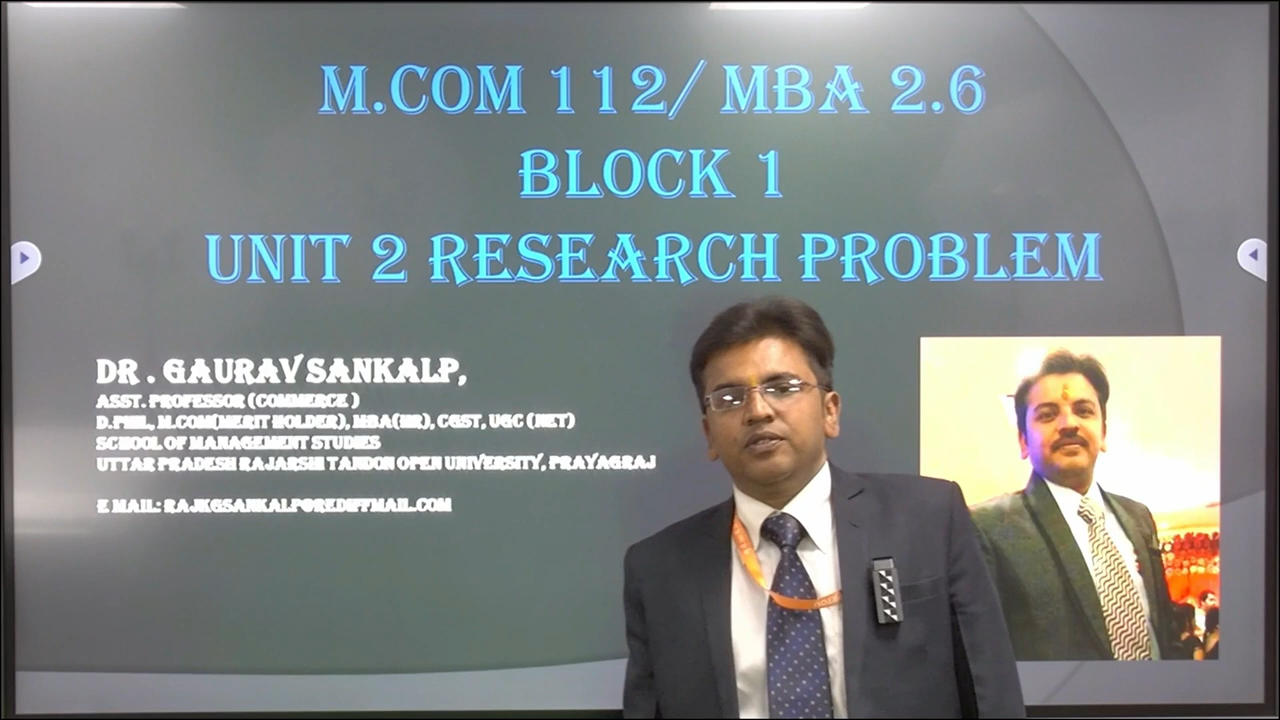 M.COM 112/ MBA 2.6
BLOCK 1
UNIT 2 RESEARCH PROBLEM
DR . GAURAV SANKALP,
ASST. PROFESSOR (COMMERCE )
D.PHIL, M.COM(MERIT HOLDER), MBA(HR), CGST, UGC (NET)
SCHOOL OF MANAGEMENT STUDIES
UTTAR PRADESH RAJARSHI TANDON OPEN UNIVERSITY, PRAYAGRAJ
E MAIL: RAJKGSANKALP@REDIFFMAIL.COM